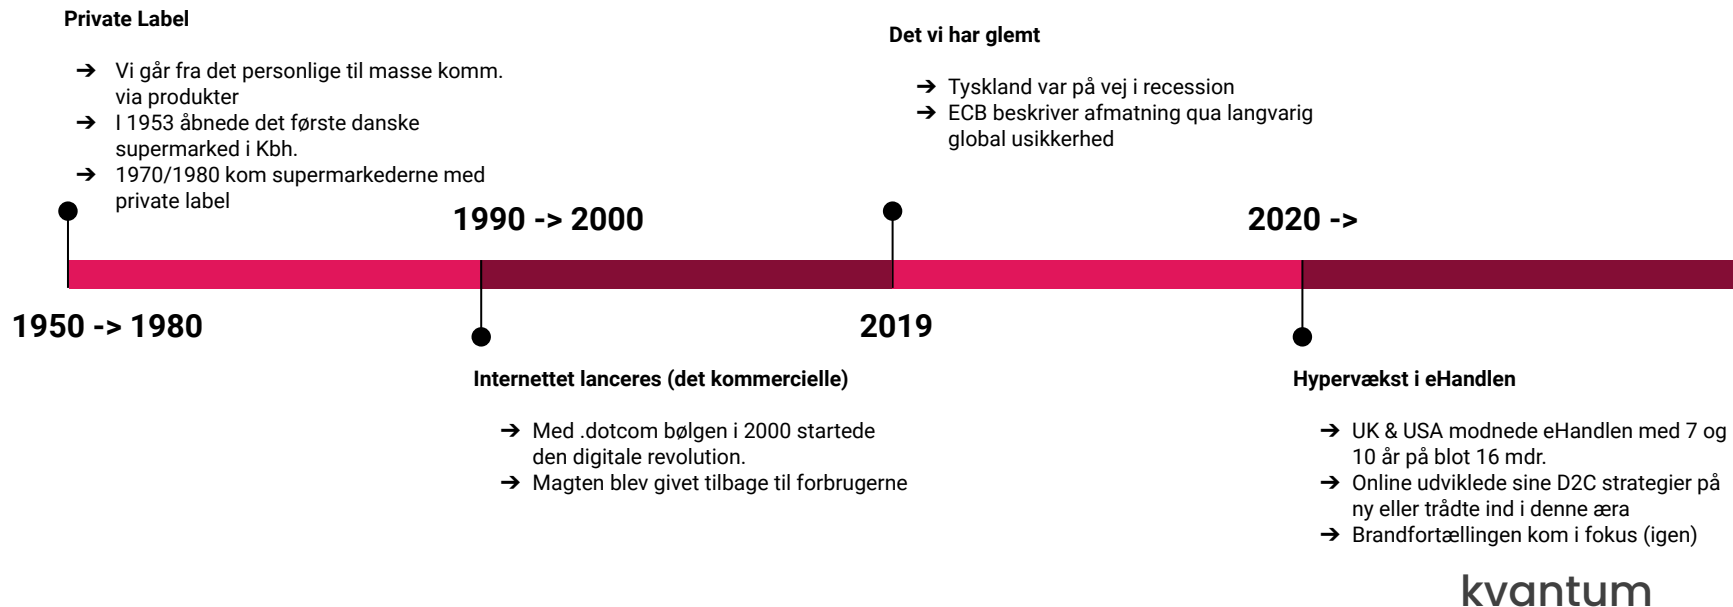 Private Label
➔ Vi går fra det personlige til masse komm.
via produkter
➔ I 1953 åbnede det første danske
supermarked i Kbh.
➔ 1970/1980 kom supermarkederne med
private label
1950 -> 1980
1990 -> 2000
Internettet lanceres (det kommercielle)
➔ Med .dotcom bølgen i 2000 startede
den digitale revolution.
➔ Magten blev givet tilbage til forbrugerne
Det vi har glemt
➔ Tyskland var på vej i recession
➔ ECB beskriver afmatning qua langvarig
global usikkerhed
2019
2020 ->
Hypervækst i eHandlen
➔ UK & USA modnede eHandlen med 7 og
10 år på blot 16 mdr.
➔ Online udviklede sine D2C strategier på
ny eller trådte ind i denne æra
➔ Brandfortællingen kom i fokus (igen)
kvantum